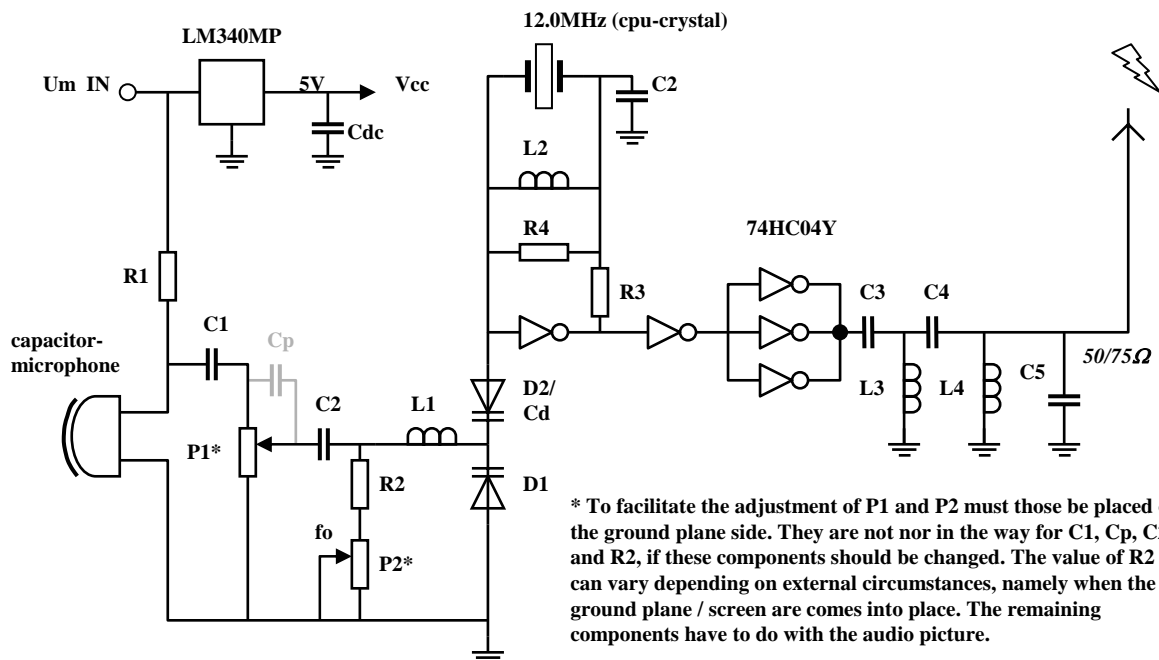 12.0MHz (cpu-crystal)
LM340MP
Um IN
5V
Vcc
Cdc
C2
L2
R4
74HC04Y
R1
R3
C3
C4
C1
Cp
capacitor-
microphone
50/75Ω
D2/
Cd
L3
L4
C5
C2
L1
P1*
R2
D1
fo
P2*
* To facilitate the adjustment of P1 and P2 must those be placed
the ground plane side. They are not nor in the way for C1, Cp,
and R2, if these components should be changed. The value of R2
can vary depending on external circumstances, namely when the
ground plane / screen are comes into place. The remaining
components have to do with the audio picture.